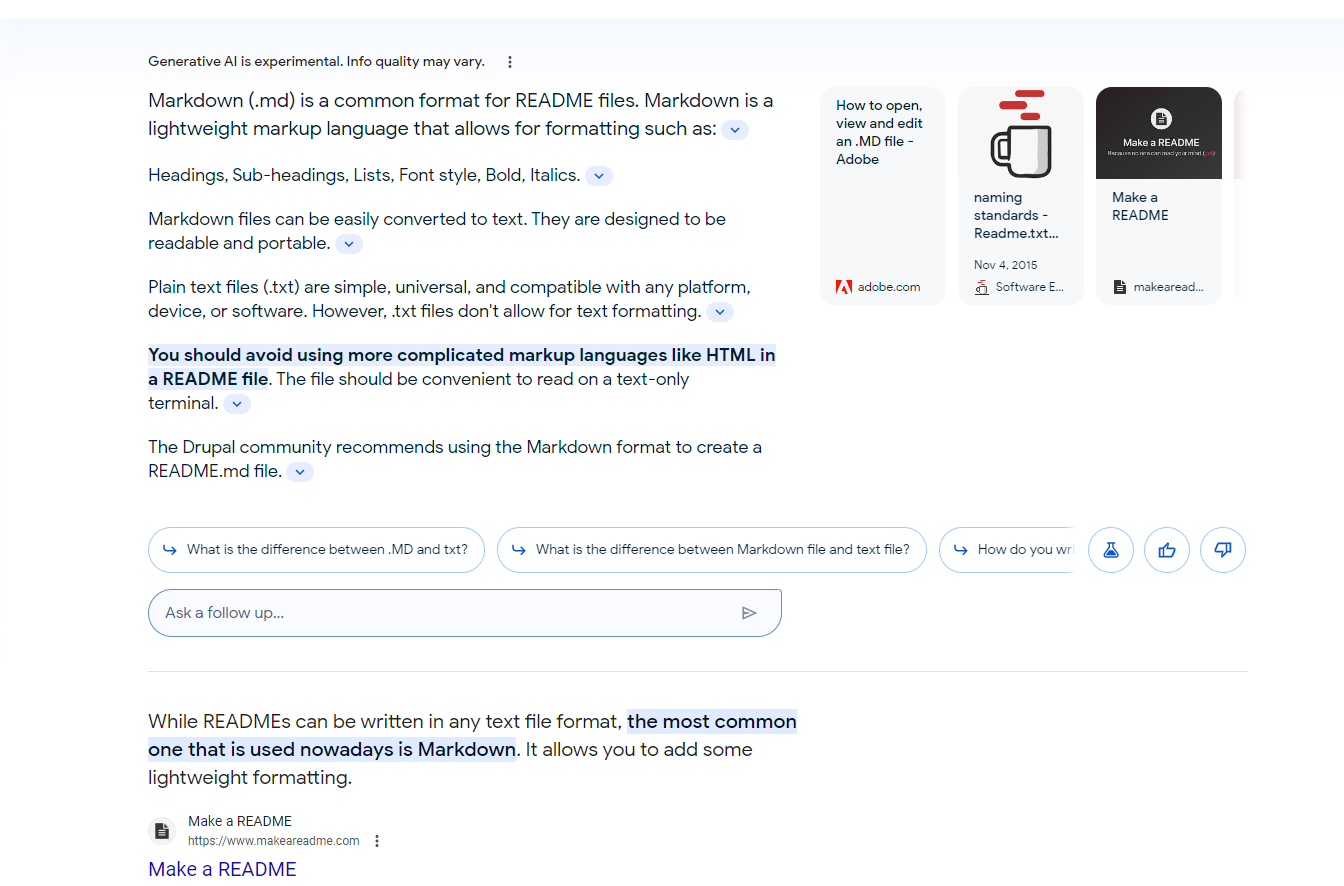 Generative AI is experimental. Info quality may vary.
Markdown (.md) is a common format for README files. Markdown is a
lightweight markup language that allows for formatting such as:
Headings, Sub-headings, Lists, Font style, Bold, Italics.
Markdown files can be easily converted to text. They are designed to be
readable and portable.
Plain text files (.txt) are simple, universal, and compatible with any platform,
device, or software. However, .txt files don't allow for text formatting.
You should avoid using more complicated markup languages like HTML in
a README file. The file should be convenient to read on a text-only
terminal.
The Drupal community recommends using the Markdown format to create a
README.md file.
How to open,
view and edit
an .MD file -
Adobe
adobe.com
naming
standards -
Readme.txt...
Nov 4, 2015
Software E...
Make a README
Because no one can read your mind (yet)
Make a
README
makearead...
What is the difference between .MD and txt?
What is the difference between Markdown file and text file?
How do you wri
Ask a follow up...
While READMEs can be written in any text file format, the most common
one that is used nowadays is Markdown. It allows you to add some
lightweight formatting.
Make a README
https://www.makeareadme.com
Make a README